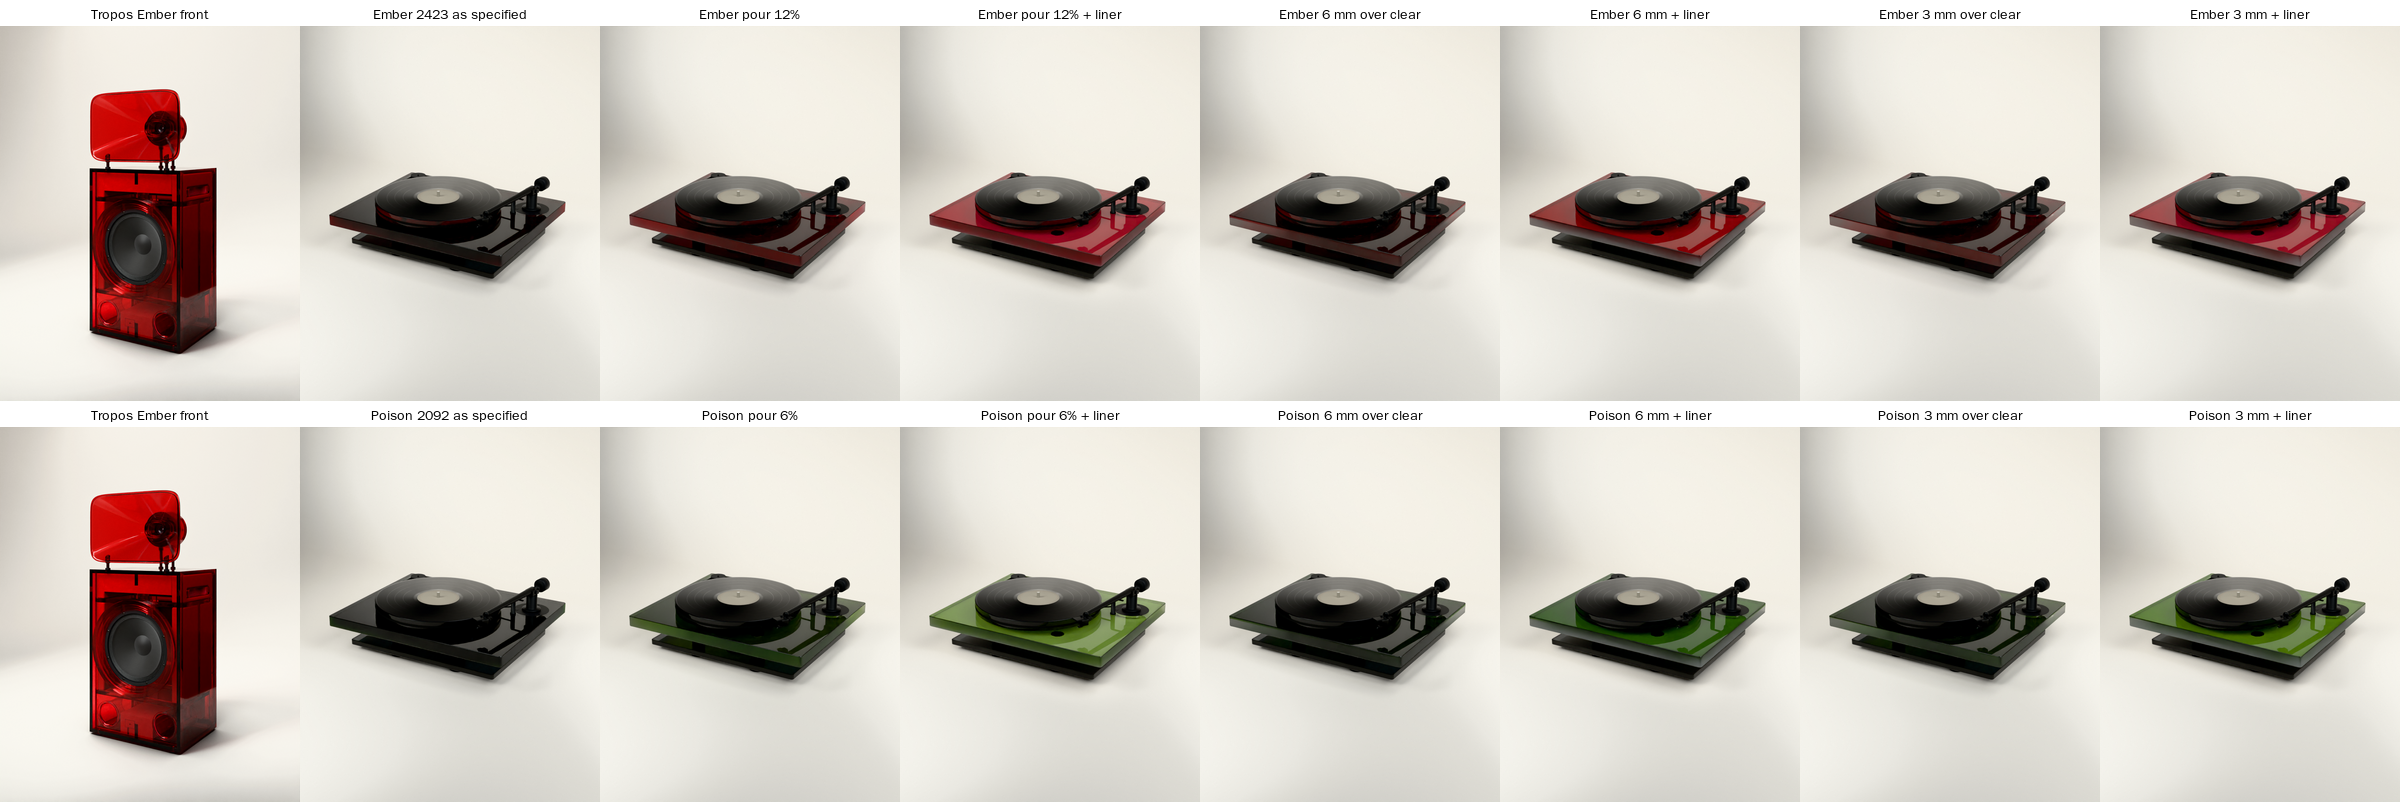 Tropos Ember front
Ember 2423 as specified
Ember pour 12%
Ember pour 12% + liner
Ember 6 mm over clear
Ember 6 mm + liner
Ember 3 mm over clear
Ember 3 mm + liner
Tropos Ember front
Poison 2092 as specified
Poison pour 6%
Poison pour 6% + liner
Poison 6 mm over clear
Poison 6 mm + liner
Poison 3 mm over clear
Poison 3 mm + liner